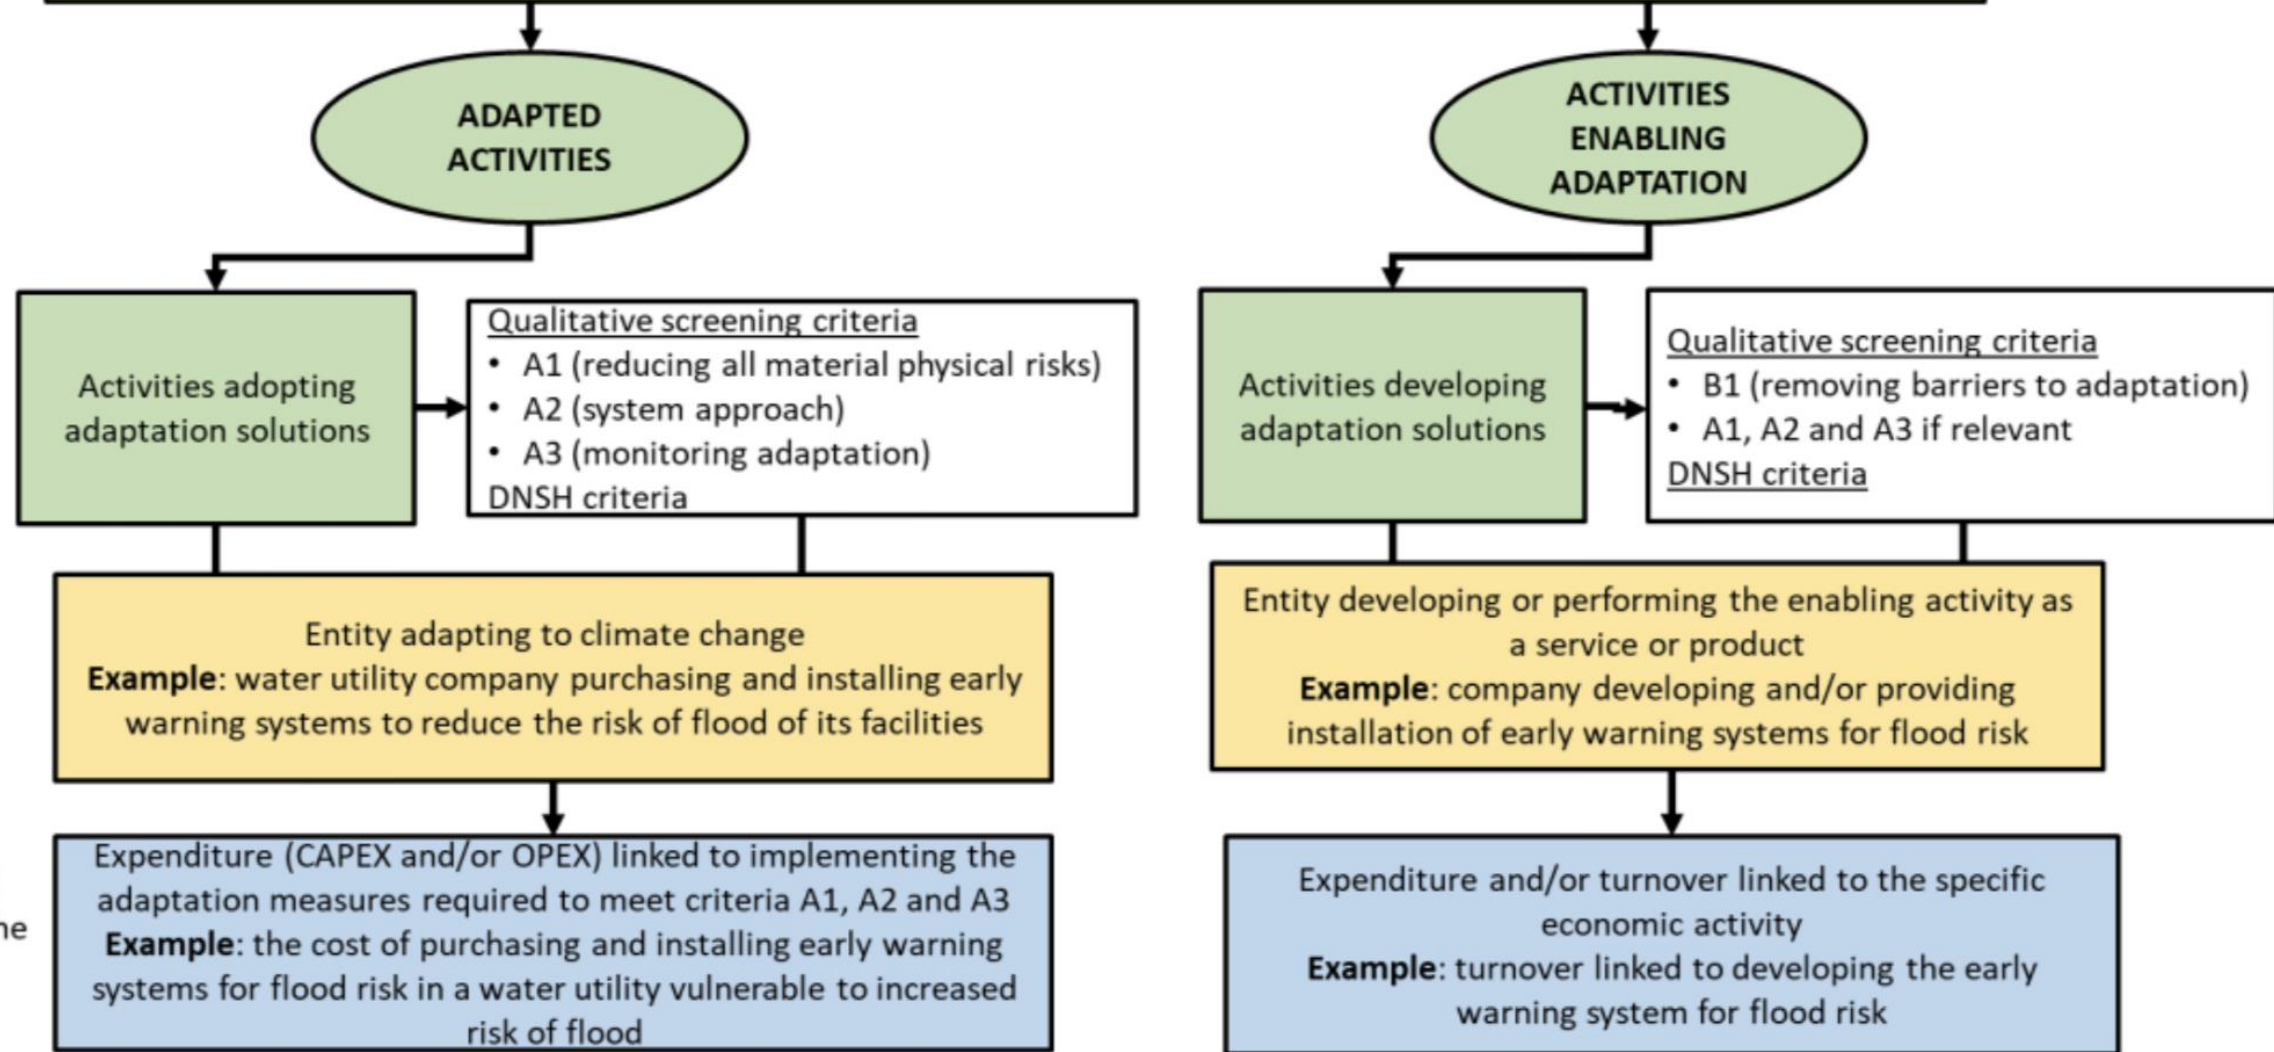 ADAPTED
ACTIVITIES
Activities adopting
adaptation solutions
Qualitative screening criteria
• A1 (reducing all material physical risks)
• A2 (system approach)
• A3 (monitoring adaptation)
DNSH criteria
Entity adapting to climate change
Example: water utility company purchasing and installing early
warning systems to reduce the risk of flood of its facilities
Expenditure (CAPEX and/or OPEX) linked to implementing the
adaptation measures required to meet criteria A1, A2 and A3
Example: the cost of purchasing and installing early warning
systems for flood risk in a water utility vulnerable to increased
risk of flood
ACTIVITIES
ENABLING
ADAPTATION
Activities developing
adaptation solutions
Qualitative screening criteria
• B1 (removing barriers to adaptation)
• A1, A2 and A3 if relevant
DNSH criteria
Entity developing or performing the enabling activity as
a service or product
Example: company developing and/or providing
installation of early warning systems for flood risk
Expenditure and/or turnover linked to the specific
economic activity
Example: turnover linked to developing the early
warning system for flood risk